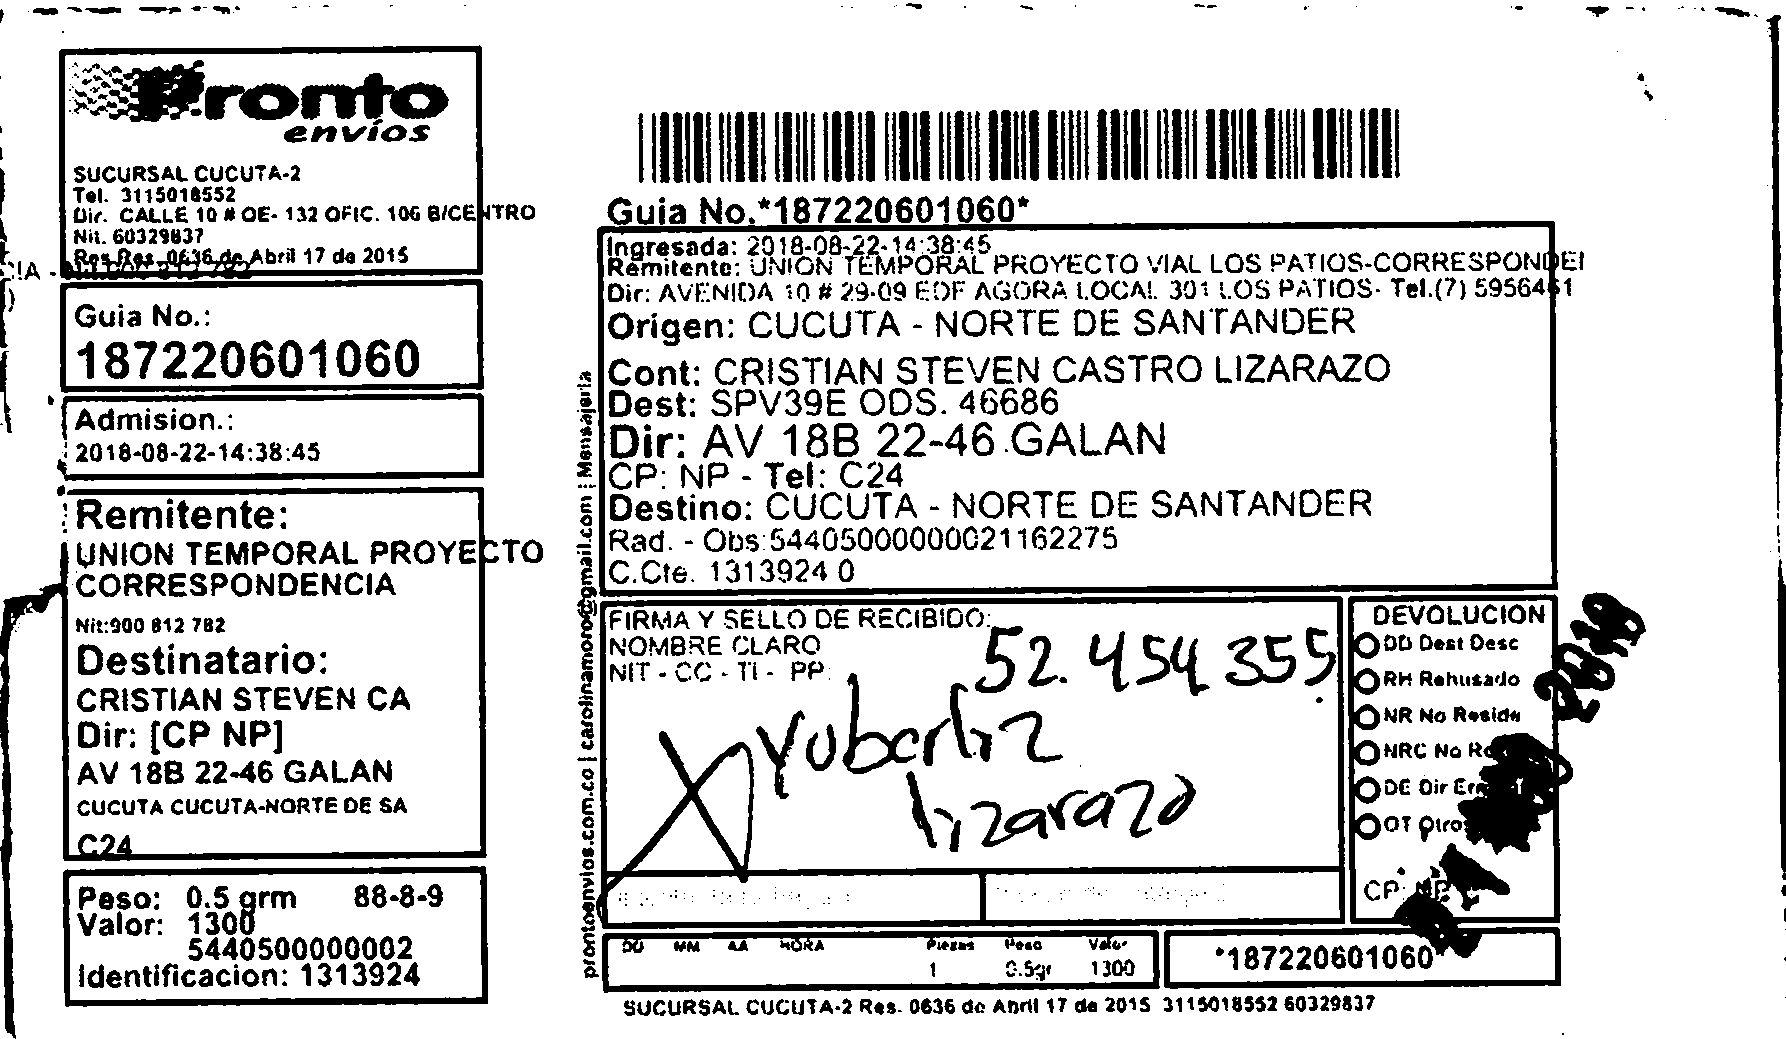 Pronto
envíos
SUCURSAL CUCUTA-2
Tel. 3115018552
Dir. CALLE 10 # OE- 132 OFIC. 106 B/CENTRO
Nit. 60329837
Res.Res. 0636 de Abril 17 de 2015
Guia No.:
187220601060
Admision.:
2018-08-22-14:38:45
Remitente:
UNION TEMPORAL PROYECTO
CORRESPONDENCIA
Nit:900 812 782
Destinatario:
CRISTIAN STEVEN CA
Dir: [CP NP]
AV 18B 22-46 GALAN
CUCUTA CUCUTA-NORTE DE SA
C24
Peso: 0.5 grm 88-8-9
Valor: 1300
5440500000002
Identificacion: 1313924
prontoenvios.com.co | carolinamoro@gmail.com | Mensajeria
Guia No.*187220601060*
Ingresada: 2018-08-22-14:38:45
Remitente: UNION TEMPORAL PROYECTO VIAL LOS PATIOS-CORRESPONDEI
Dir: AVENIDA 10 # 29-09 EDF AGORA LOCAL 301 LOS PATIOS- Tel.(7) 5956461
Origen: CUCUTA - NORTE DE SANTANDER
Cont: CRISTIAN STEVEN CASTRO LIZARAZO
Dest: SPV39E ODS. 46686
Dir: AV 18B 22-46 GALAN
CP: NP - Tel: C24
Destino: CUCUTA - NORTE DE SANTANDER
Rad. - Obs:54405000000021162275
C.Cte. 1313924 0
FIRMA Y SELLO DE RECIBIDO:
NOMBRE CLARO
NIT - CC - TI - PP:
52.454355
Yuberliz
lizarazo
DEVOLUCION
DD Dest Desc
RH Rehusado
NR No Reside
NRC No
DE Dir
OT Otros
CP: NP
DD MM AA HORA Piezas Peso Valor
1 0.5gr 1300
*187220601060*
SUCURSAL CUCUTA-2 Res. 0636 de Abril 17 de 2015 3115018552 60329837